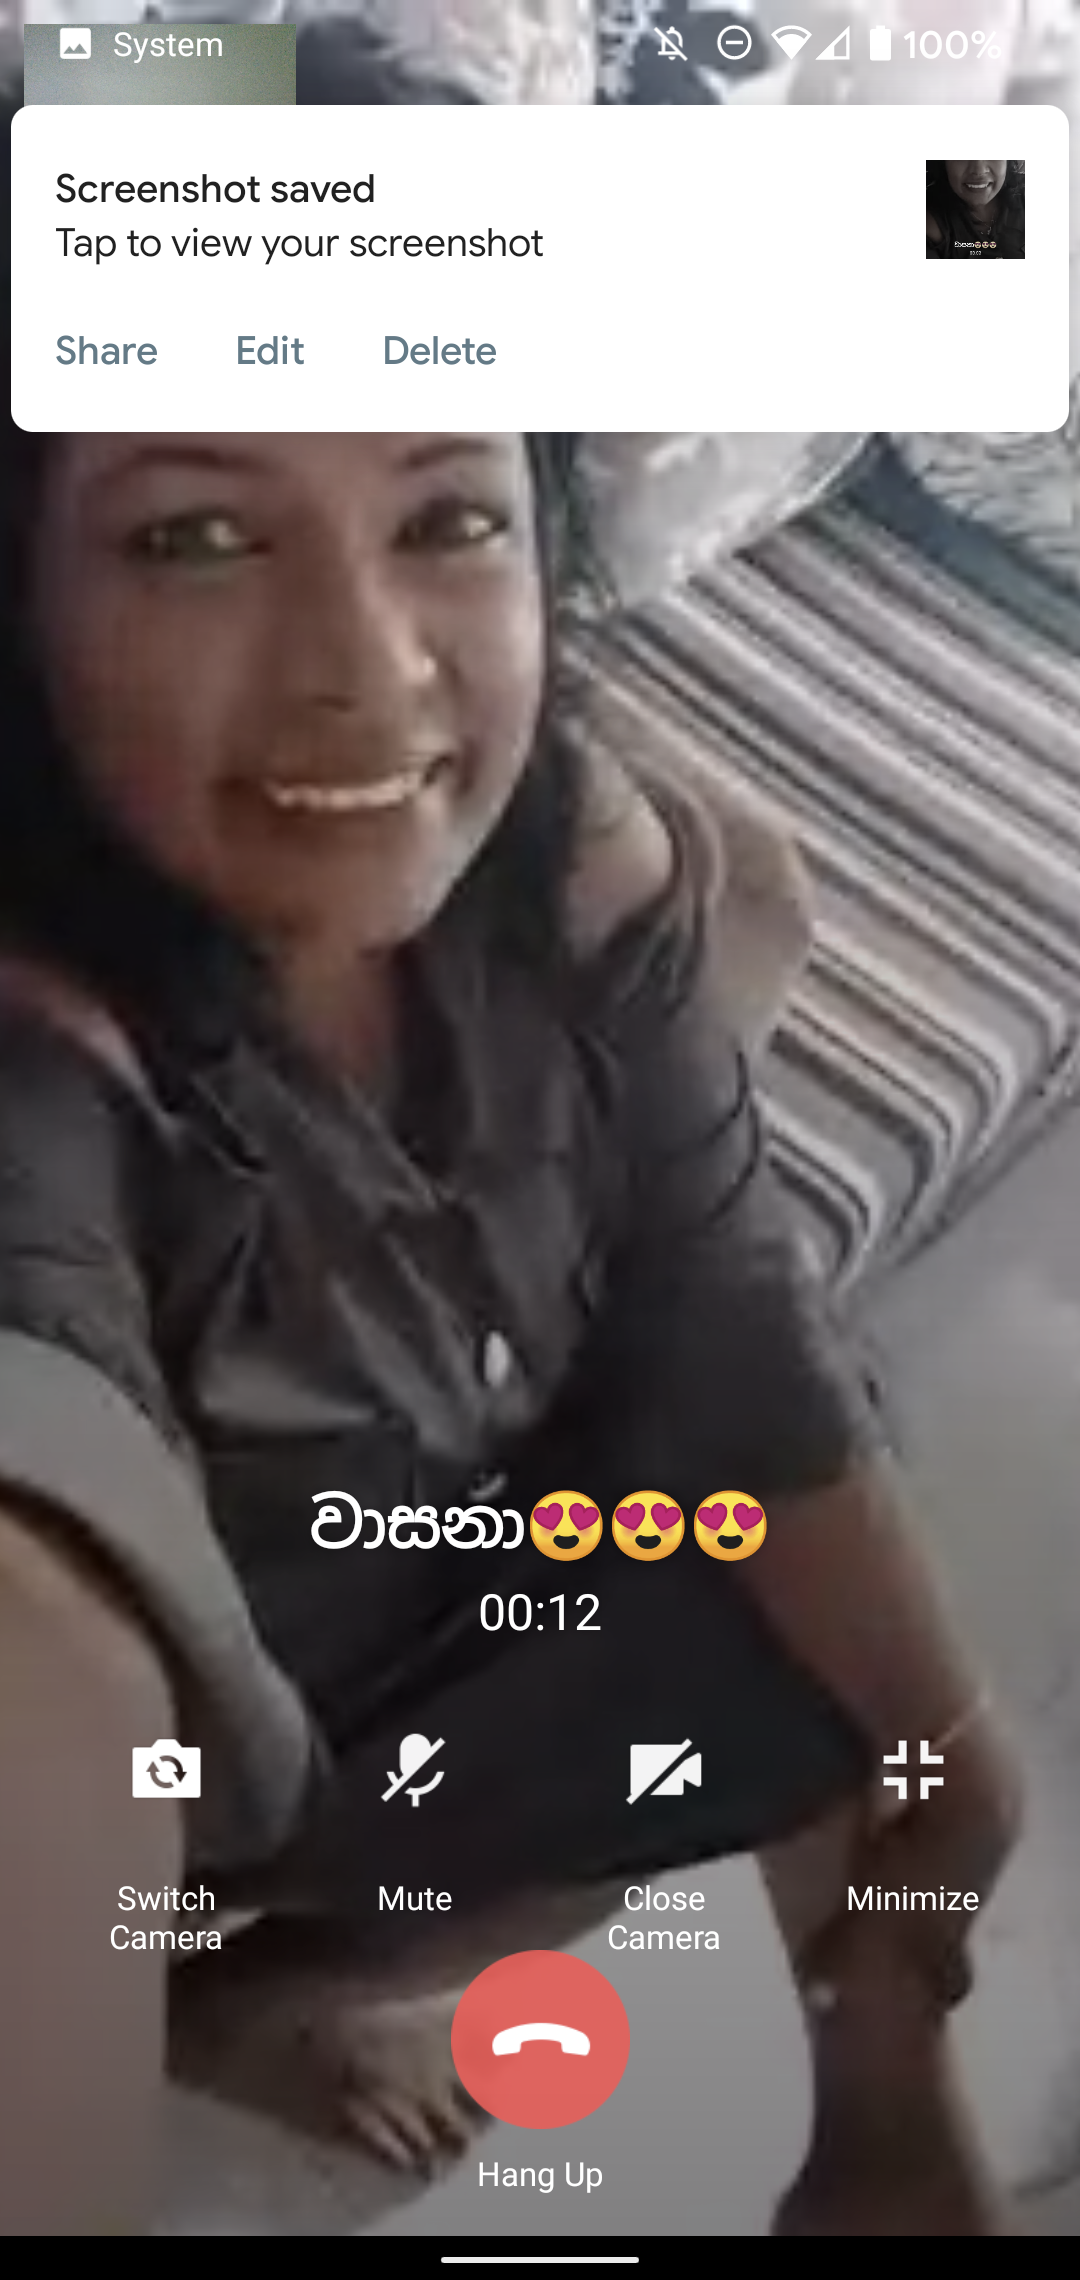 System
100%
Screenshot saved
Tap to view your screenshot
Share Edit Delete
වාසනා😍😍😍
00:12
Switch Camera
Mute
Close Camera
Minimize
Hang Up